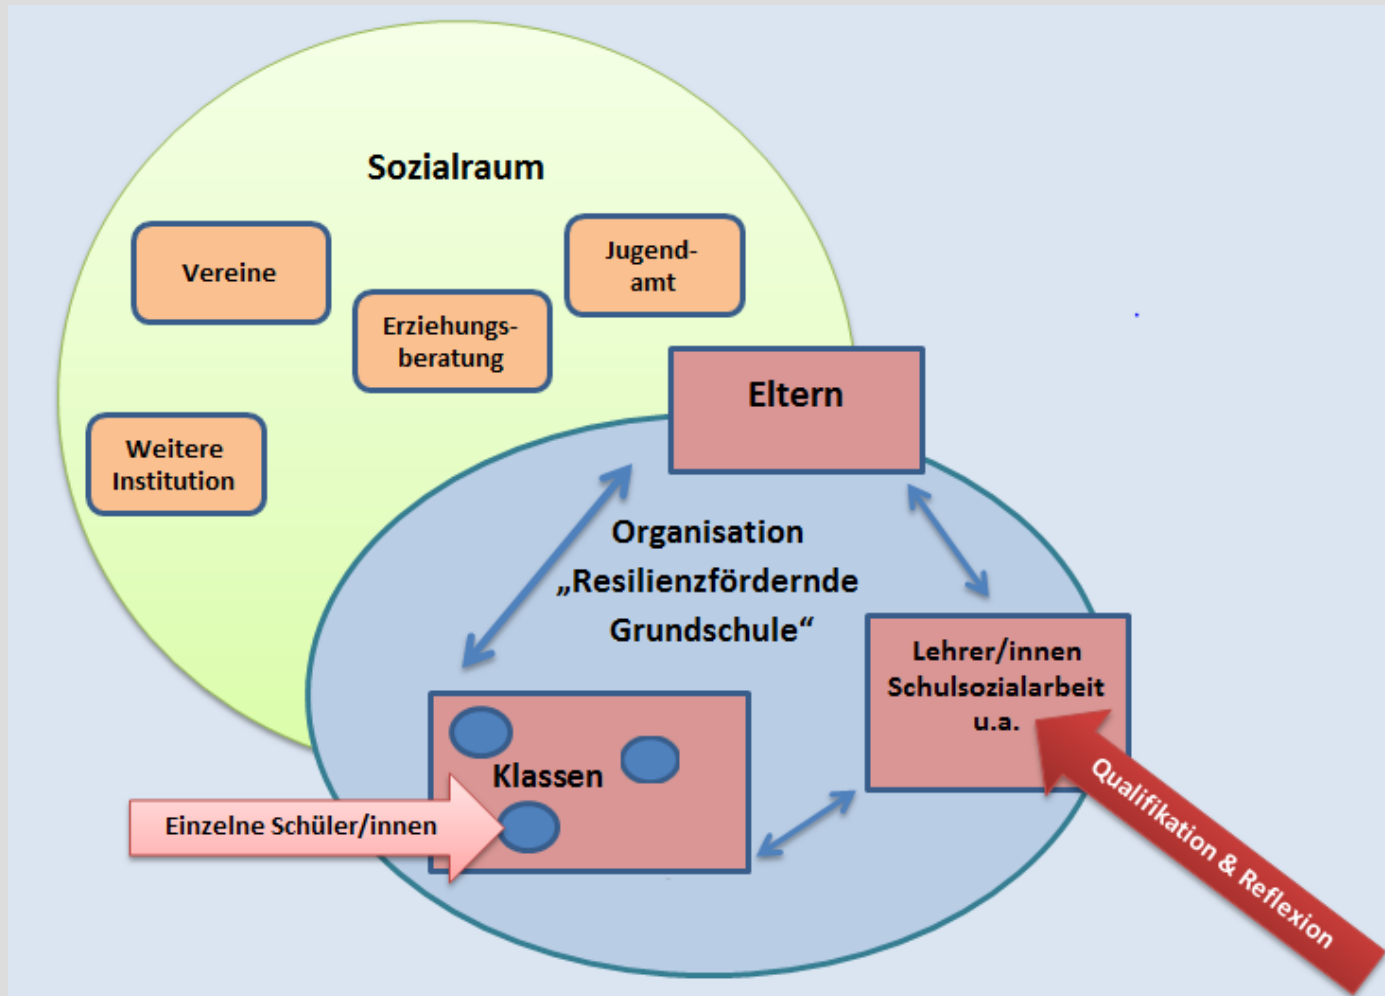 Sozialraum
Vereine
Jugend-
amt
Erziehungs-
beratung
Weitere
Institution
Eltern
Organisation
„Resilienzfördernde
Grundschule“
Lehrer/innen
Schulsozialarbeit
u.a.
Klassen
Einzelne Schüler/innen
Qualifikation & Reflexion